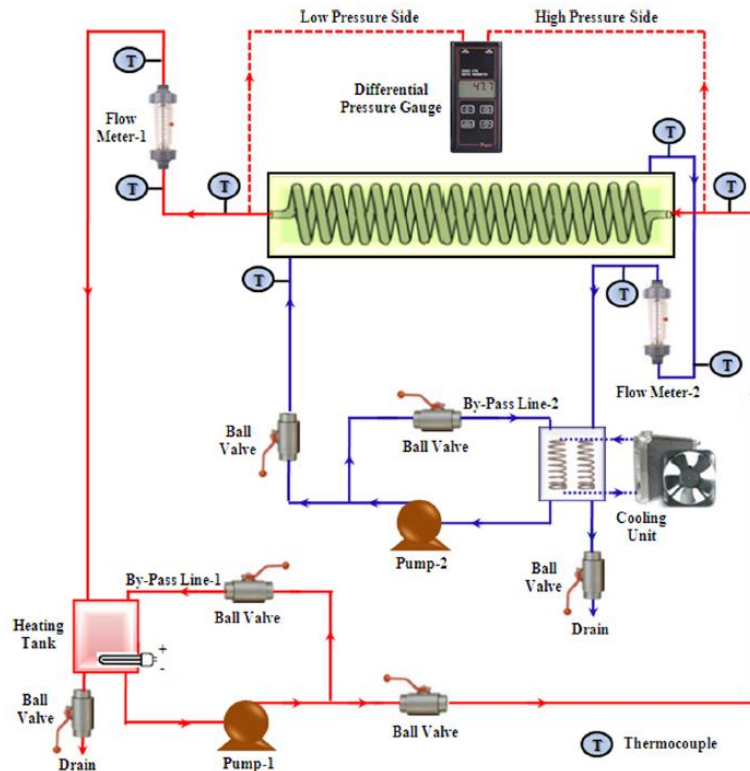 Low Pressure Side
High Pressure Side
Differential
Pressure Gauge
47.7
T
Flow
Meter-1
T
T
T
T
T
T
T
Flow Meter-2
Ball
Valve
By-Pass Line-2
Ball Valve
Cooling
Unit
Pump-2
Ball
Valve
Drain
By-Pass Line-1
Ball Valve
Heating
Tank
+
-
Ball
Valve
Drain
Pump-1
Ball Valve
T Thermocouple